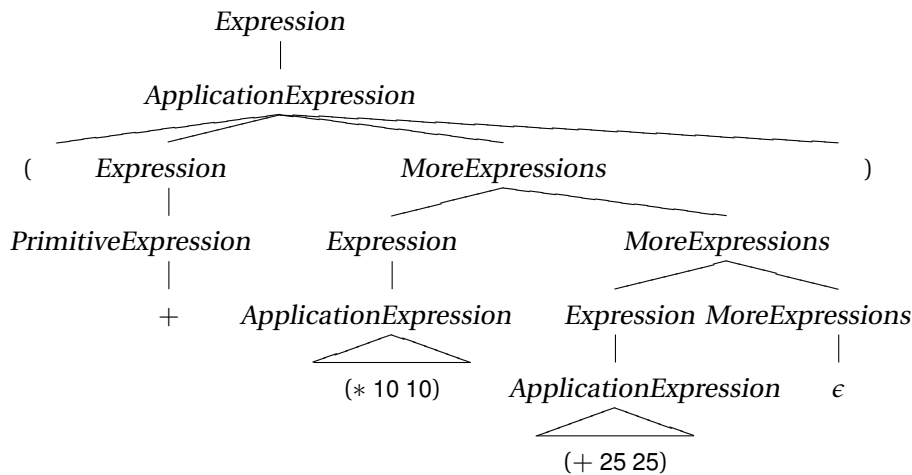 Expression
ApplicationExpression
( Expression MoreExpressions )
PrimitiveExpression Expression MoreExpressions
+ ApplicationExpression Expression MoreExpressions
(∗ 10 10) ApplicationExpression ϵ
(+ 25 25)